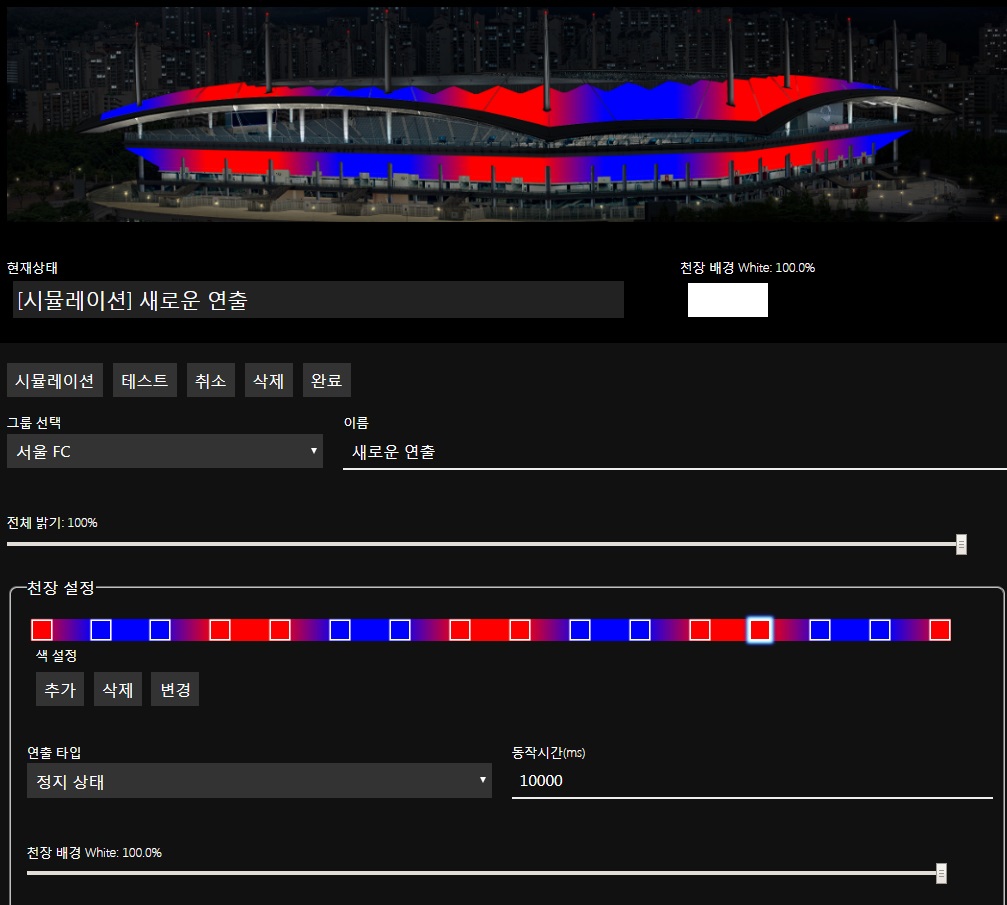 현재상태
천장 배경 White: 100.0%
[시뮬레이션] 새로운 연출
시뮬레이션 테스트 취소 삭제 완료
그룹 선택
이름
서울 FC
새로운 연출
전체 밝기: 100%
천장 설정
색 설정
추가 삭제 변경
연출 타입
동작시간(ms)
정지 상태
10000
천장 배경 White: 100.0%